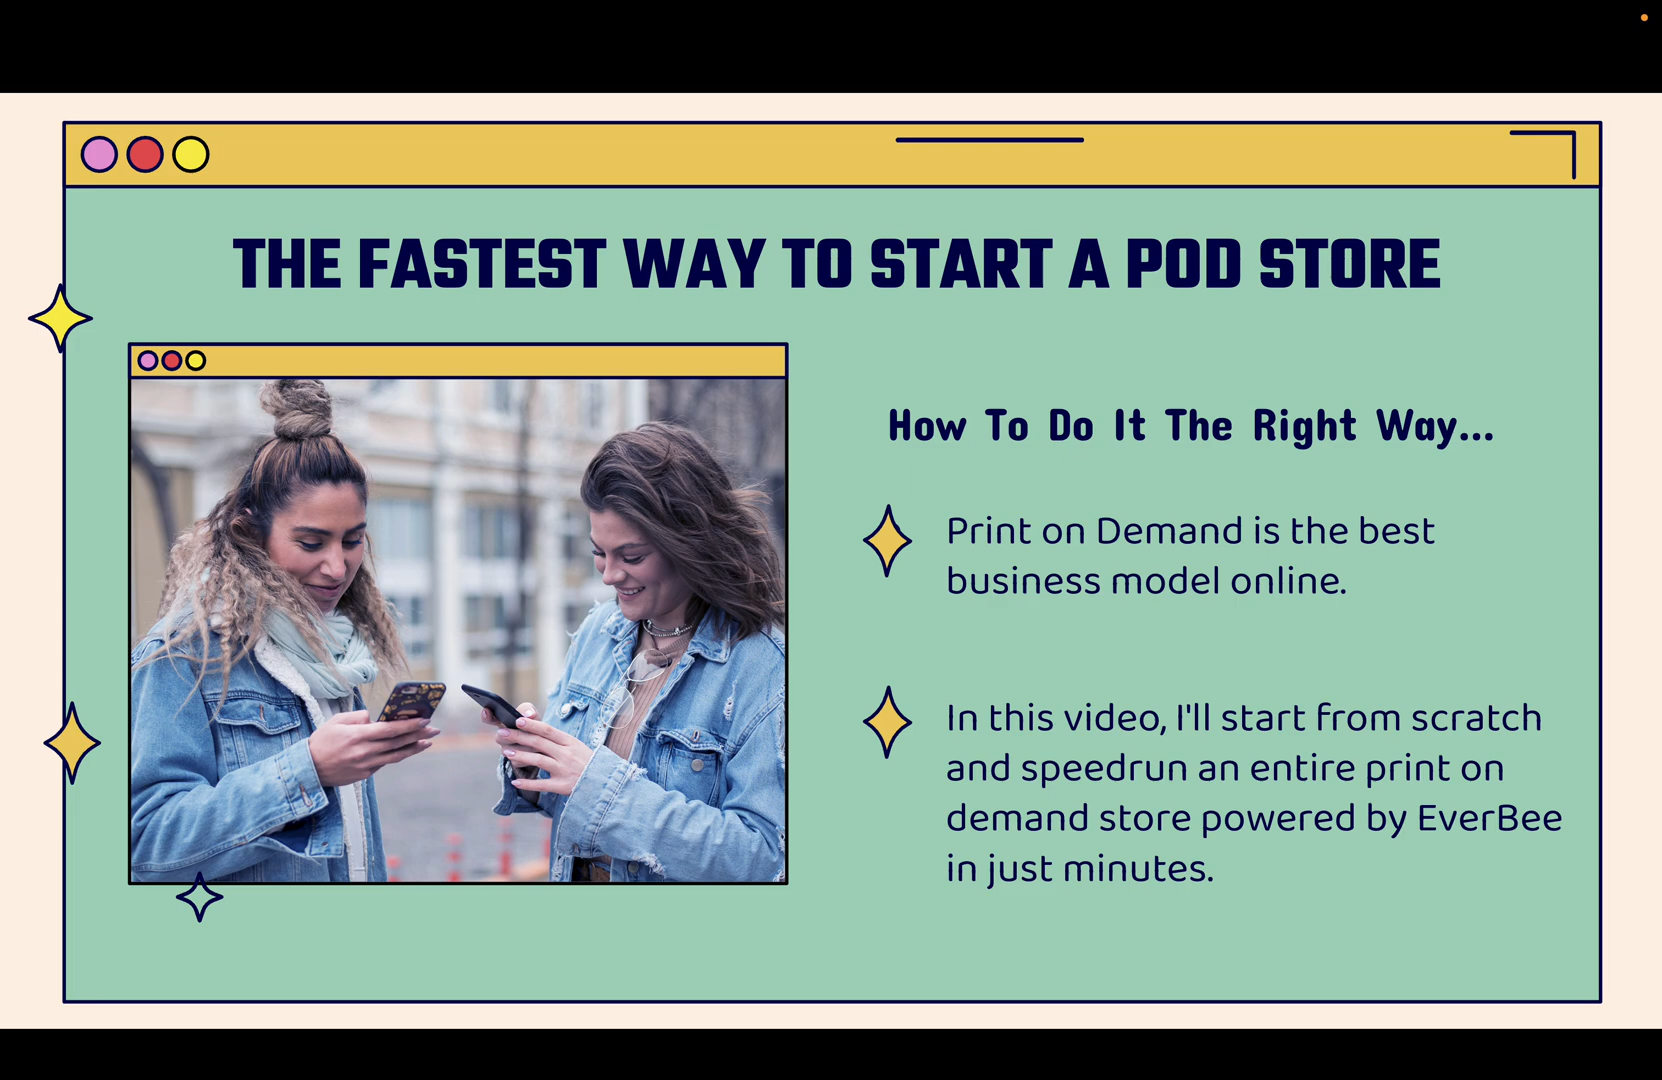 THE FASTEST WAY TO START A POD STORE
How To Do It The Right Way...
Print on Demand is the best
business model online.
In this video, I'll start from scratch
and speedrun an entire print on
demand store powered by EverBee
in just minutes.